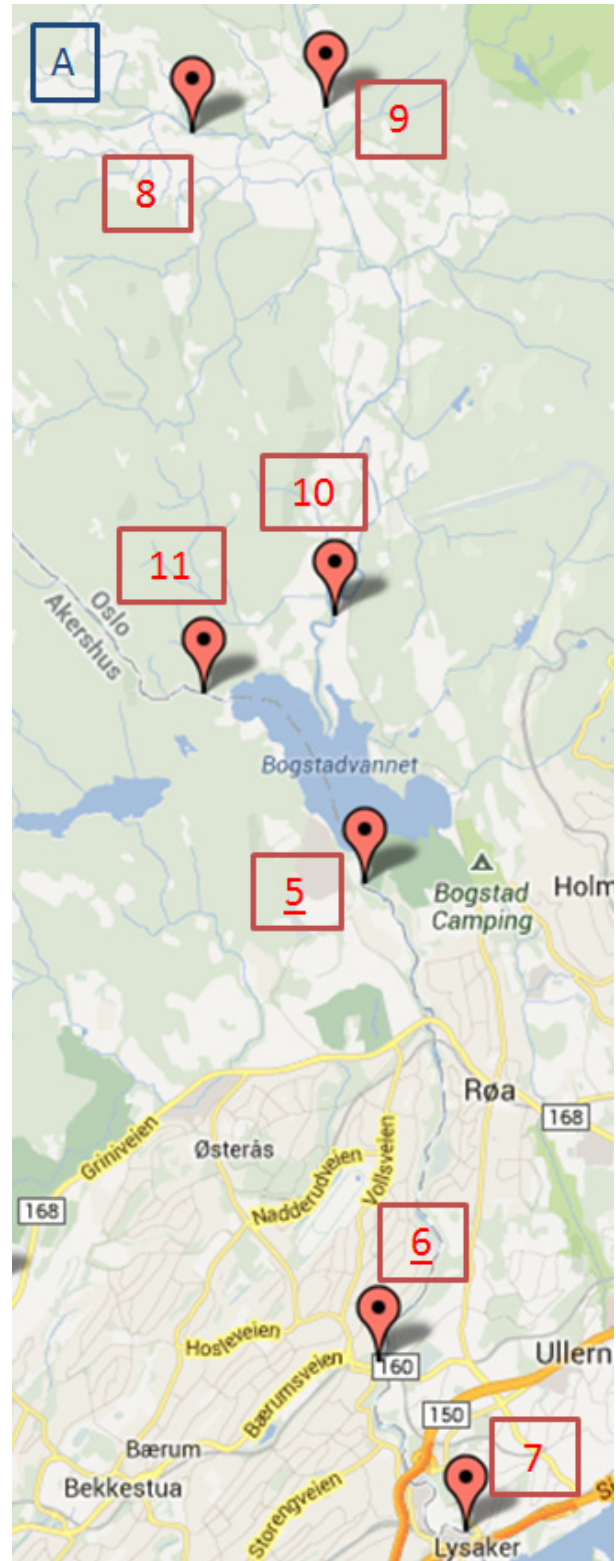 A
9
8
10
11
Oslo
Akershus
Bogstadvannet
5
Bogstad
Camping
Holm
Røa
168
Griniveien
Østerås
Vollsveien
Nadderudveien
168
6
Hosleveien
Bærumsveien
160
Ullern
150
7
Bærum
Bekkestua
Storengveien
Lysaker